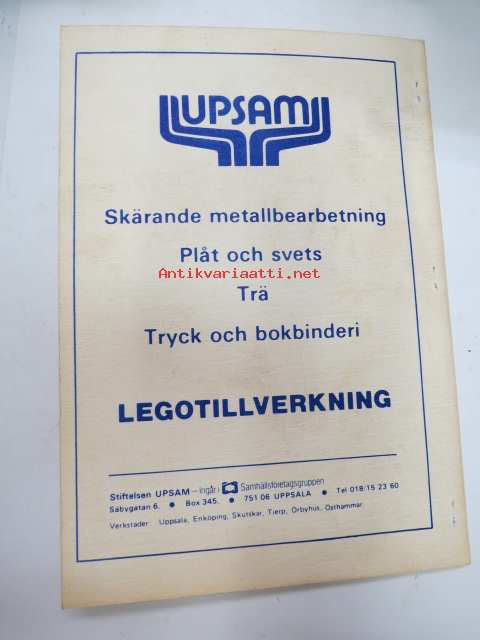 UPSAM
Skärande metallbearbetning
Plåt och svets
Antikvariaatti.net
Trä
Tryck och bokbinderi
LEGOTILLVERKNING
Stiftelsen UPSAM – ingår i Samhällsföretagsgruppen
Säbygatan 6. • Box 345. • 751 06 UPPSALA • Tel 018/15 23 60
Verkstäder: Uppsala, Enköping, Skutskär, Tierp, Örbyhus, Östhammar.